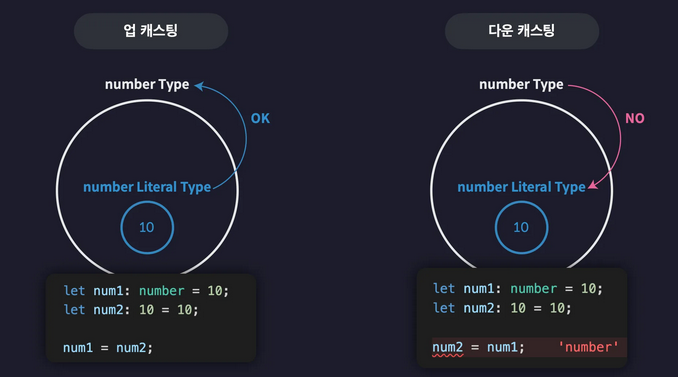 업 캐스팅
number Type
OK
number Literal Type
10
let num1: number = 10;
let num2: 10 = 10;
num1 = num2;
다운 캐스팅
number Type
NO
number Literal Type
10
let num1: number = 10;
let num2: 10 = 10;
num2 = num1; 'number'